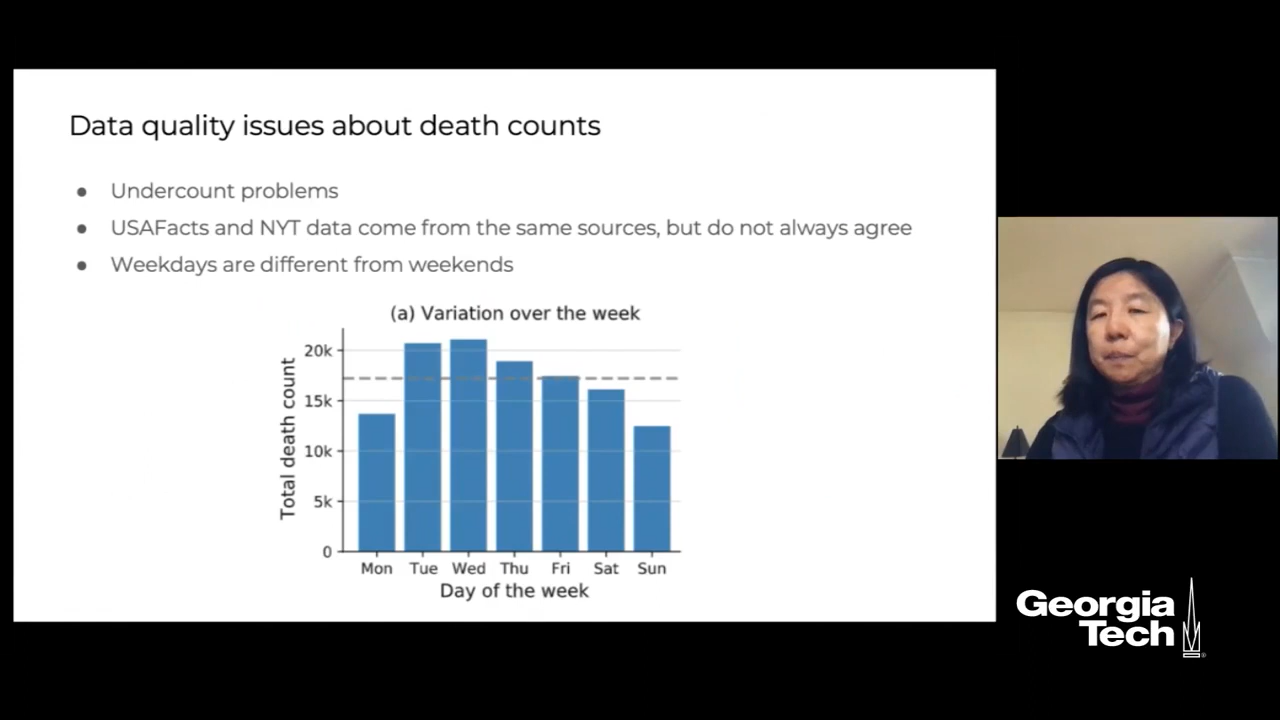 Data quality issues about death counts
● Undercount problems
● USAFacts and NYT data come from the same sources, but do not always agree
● Weekdays are different from weekends
(a) Variation over the week
Total death count
20k
15k
10k
5k
0
Mon Tue Wed Thu Fri Sat Sun
Day of the week
Georgia
Tech